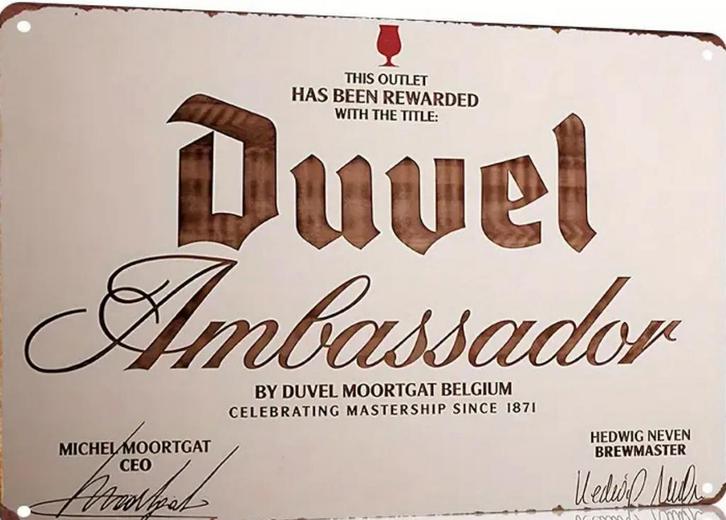 THIS OUTLET
HAS BEEN REWARDED
WITH THE TITLE:
Duvel
Ambassador
BY DUVEL MOORTGAT BELGIUM
CELEBRATING MASTERSHIP SINCE 1871
MICHEL MOORTGAT
CEO
HEDWIG NEVEN
BREWMASTER